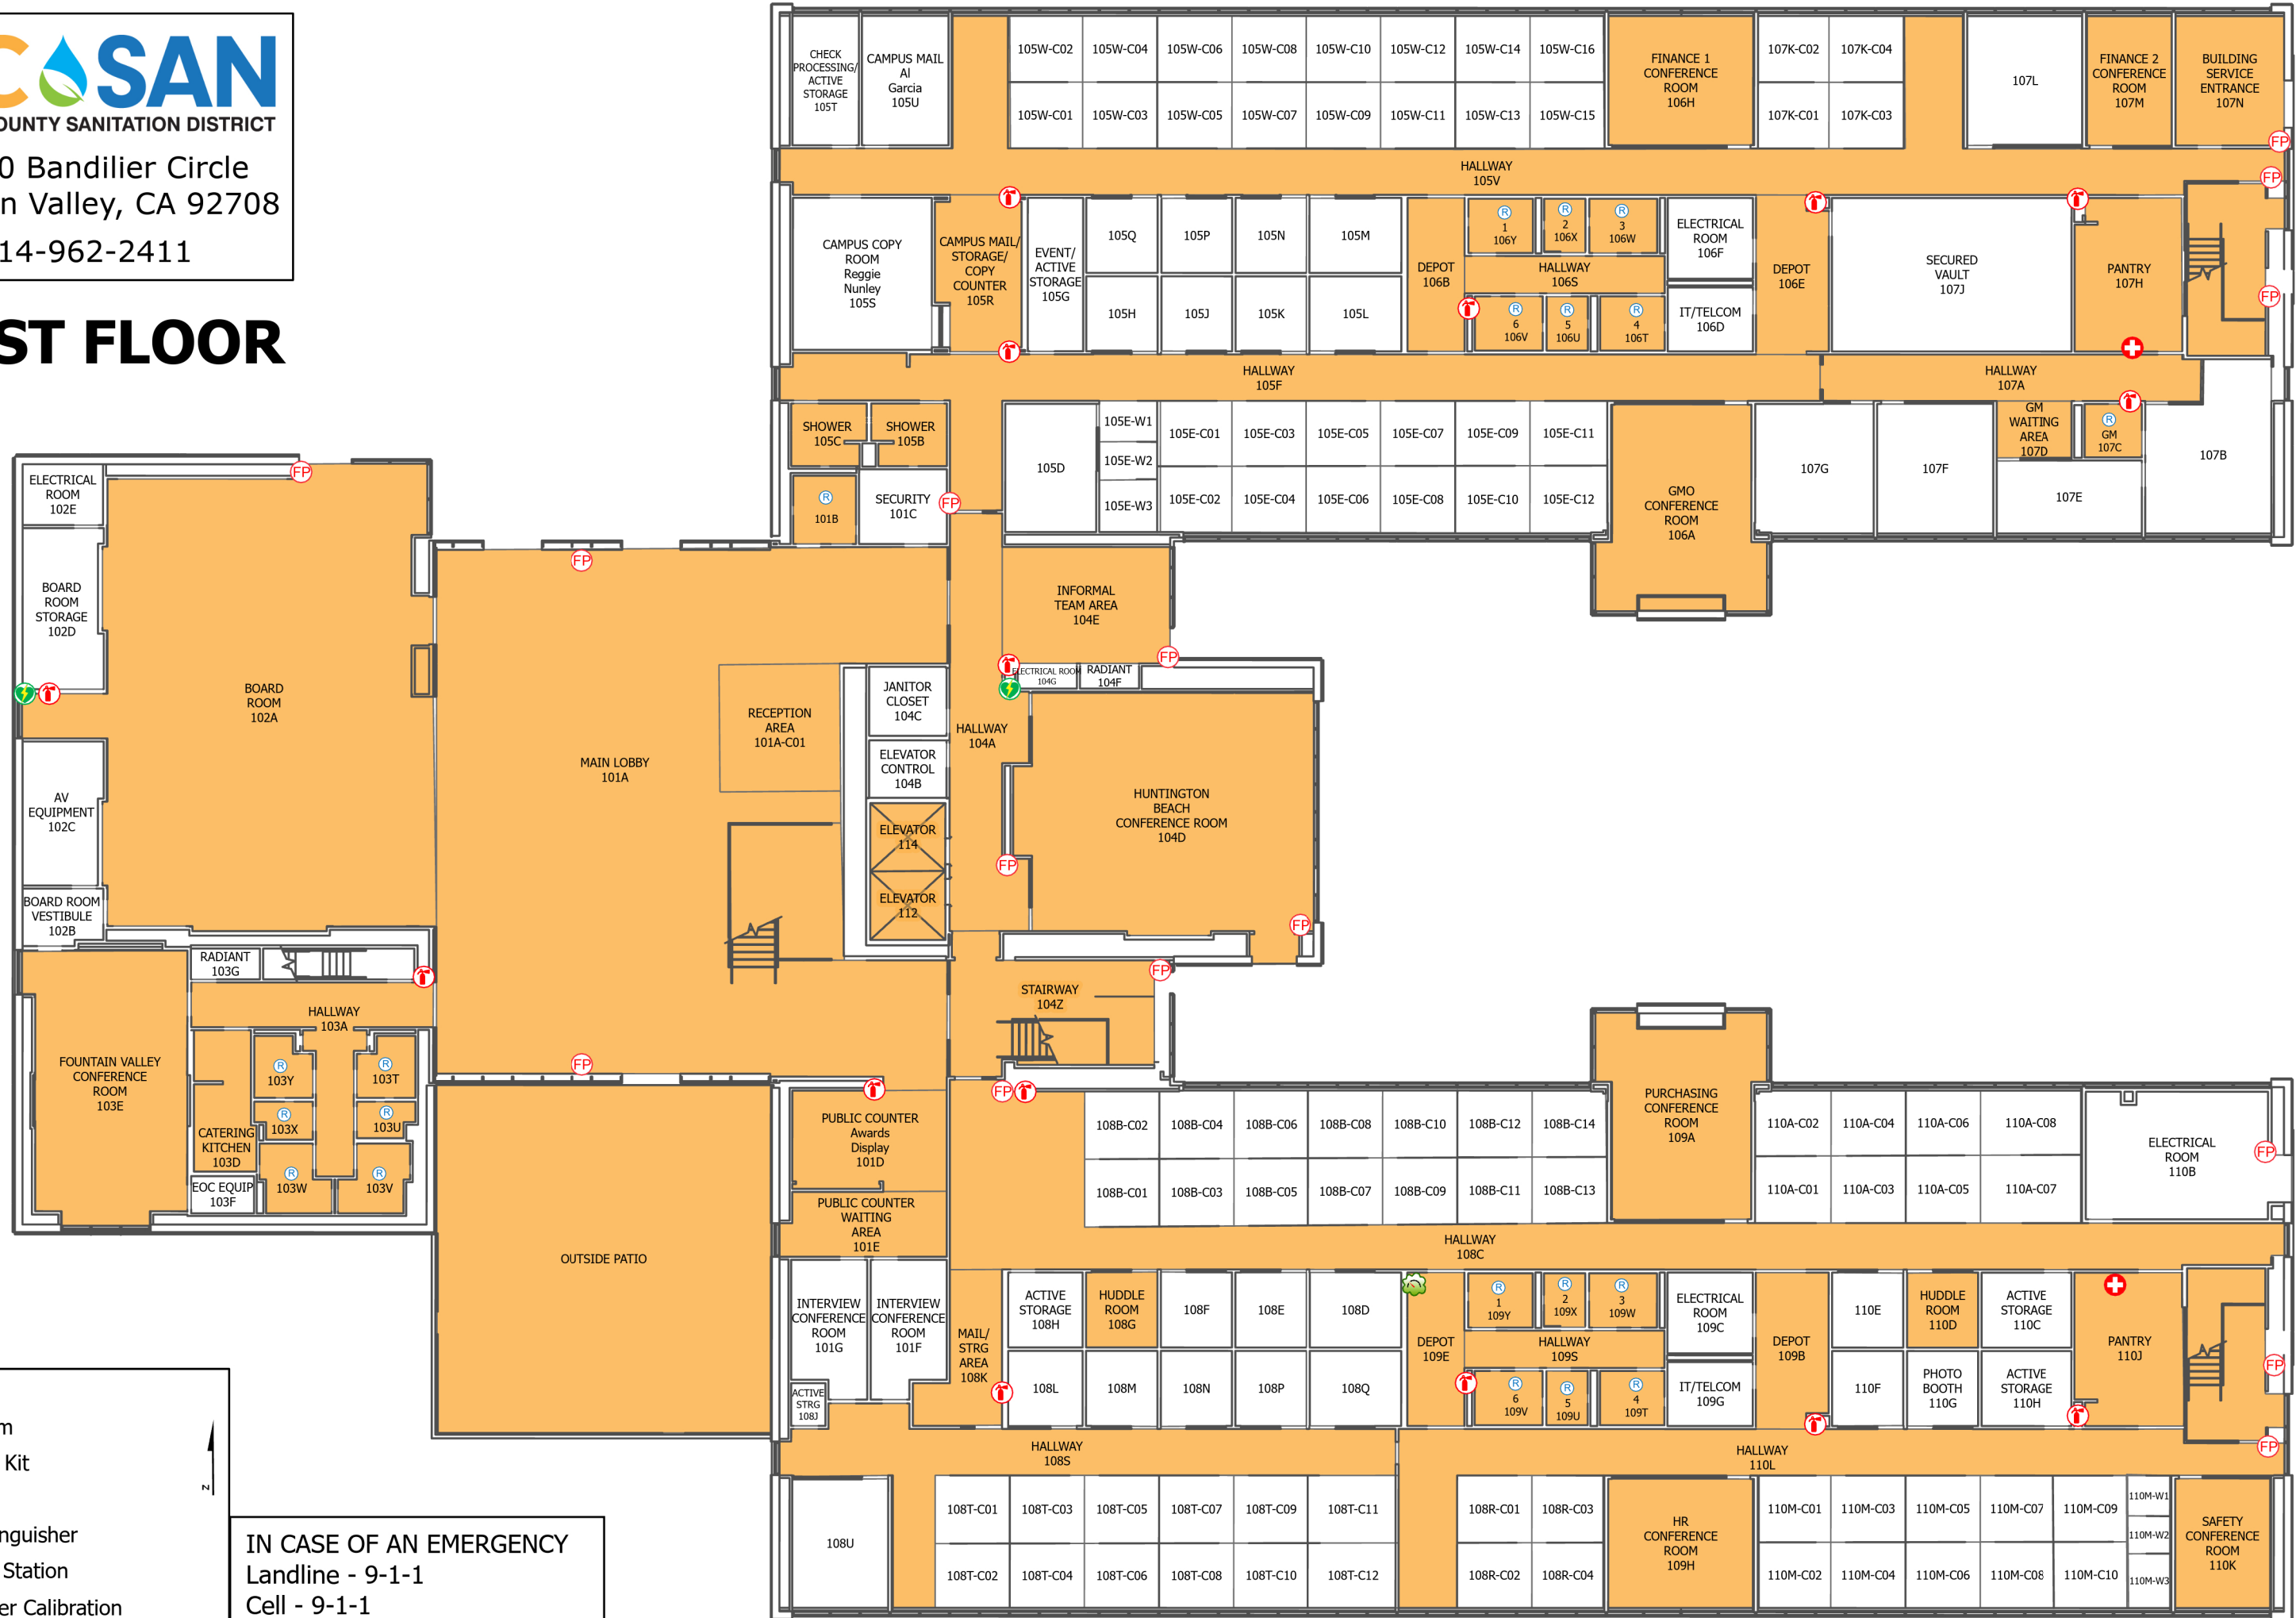 C SAN
OUNTY SANITATION DISTRICT
0 Bandilier Circle
n Valley, CA 92708
14-962-2411
ST FLOOR
CHECK
PROCESSING/
ACTIVE
STORAGE
105T
CAMPUS MAIL
Al
Garcia
105U
105W-C02
105W-C04
105W-C06
105W-C08
105W-C10
105W-C12
105W-C14
105W-C16
105W-C01
105W-C03
105W-C05
105W-C07
105W-C09
105W-C11
105W-C13
105W-C15
FINANCE 1
CONFERENCE
ROOM
106H
107K-C02
107K-C04
107K-C01
107K-C03
107L
FINANCE 2
CONFERENCE
ROOM
107M
BUILDING
SERVICE
ENTRANCE
107N
FP
HALLWAY
105V
FP
CAMPUS COPY
ROOM
Reggie
Nunley
105S
CAMPUS MAIL/
STORAGE/
COPY
COUNTER
105R
EVENT/
ACTIVE
STORAGE
105G
105Q
105P
105N
105M
105H
105J
105K
105L
DEPOT
106B
R
1
106Y
R
2
106X
R
3
106W
HALLWAY
106S
R
6
106V
R
5
106U
R
4
106T
ELECTRICAL
ROOM
106F
IT/TELCOM
106D
DEPOT
106E
SECURED
VAULT
107J
PANTRY
107H
FP
HALLWAY
105F
HALLWAY
107A
SHOWER
105C
SHOWER
105B
R
101B
SECURITY
101C
FP
105D
105E-W1
105E-W2
105E-W3
105E-C01
105E-C03
105E-C05
105E-C07
105E-C09
105E-C11
105E-C02
105E-C04
105E-C06
105E-C08
105E-C10
105E-C12
GMO
CONFERENCE
ROOM
106A
107G
107F
GM
WAITING
AREA
107D
R
GM
107C
107E
107B
ELECTRICAL
ROOM
102E
FP
BOARD
ROOM
STORAGE
102D
BOARD
ROOM
102A
AV
EQUIPMENT
102C
BOARD ROOM
VESTIBULE
102B
FP
MAIN LOBBY
101A
RECEPTION
AREA
101A-C01
JANITOR
CLOSET
104C
ELEVATOR
CONTROL
104B
ELEVATOR
114
ELEVATOR
112
HALLWAY
104A
INFORMAL
TEAM AREA
104E
FP
ELECTRICAL ROOM
104G
RADIANT
104F
HUNTINGTON
BEACH
CONFERENCE ROOM
104D
FP
FP
STAIRWAY
104Z
FP
RADIANT
103G
HALLWAY
103A
FOUNTAIN VALLEY
CONFERENCE
ROOM
103E
CATERING
KITCHEN
103D
EOC EQUIP
103F
R
103Y
R
103T
R
103X
R
103U
R
103W
R
103V
FP
OUTSIDE PATIO
PUBLIC COUNTER
Awards
Display
101D
PUBLIC COUNTER
WAITING
AREA
101E
FP
108B-C02
108B-C04
108B-C06
108B-C08
108B-C10
108B-C12
108B-C14
108B-C01
108B-C03
108B-C05
108B-C07
108B-C09
108B-C11
108B-C13
PURCHASING
CONFERENCE
ROOM
109A
110A-C02
110A-C04
110A-C06
110A-C08
110A-C01
110A-C03
110A-C05
110A-C07
ELECTRICAL
ROOM
110B
FP
HALLWAY
108C
INTERVIEW
CONFERENCE
ROOM
101G
INTERVIEW
CONFERENCE
ROOM
101F
ACTIVE
STRG
108J
MAIL/
STRG
AREA
108K
ACTIVE
STORAGE
108H
HUDDLE
ROOM
108G
108F
108E
108D
108L
108M
108N
108P
108Q
DEPOT
109E
R
1
109Y
R
2
109X
R
3
109W
HALLWAY
109S
R
6
109V
R
5
109U
R
4
109T
ELECTRICAL
ROOM
109C
IT/TELCOM
109G
DEPOT
109B
110E
HUDDLE
ROOM
110D
ACTIVE
STORAGE
110C
110F
PHOTO
BOOTH
110G
ACTIVE
STORAGE
110H
PANTRY
110J
FP
FP
HALLWAY
108S
HALLWAY
110L
108U
108T-C01
108T-C03
108T-C05
108T-C07
108T-C09
108T-C11
108T-C02
108T-C04
108T-C06
108T-C08
108T-C10
108T-C12
108R-C01
108R-C03
108R-C02
108R-C04
HR
CONFERENCE
ROOM
109H
110M-C01
110M-C03
110M-C05
110M-C07
110M-C09
110M-C02
110M-C04
110M-C06
110M-C08
110M-C10
110M-W1
110M-W2
110M-W3
SAFETY
CONFERENCE
ROOM
110K
m
Kit
nguisher
Station
er Calibration
N
IN CASE OF AN EMERGENCY
Landline - 9-1-1
Cell - 9-1-1